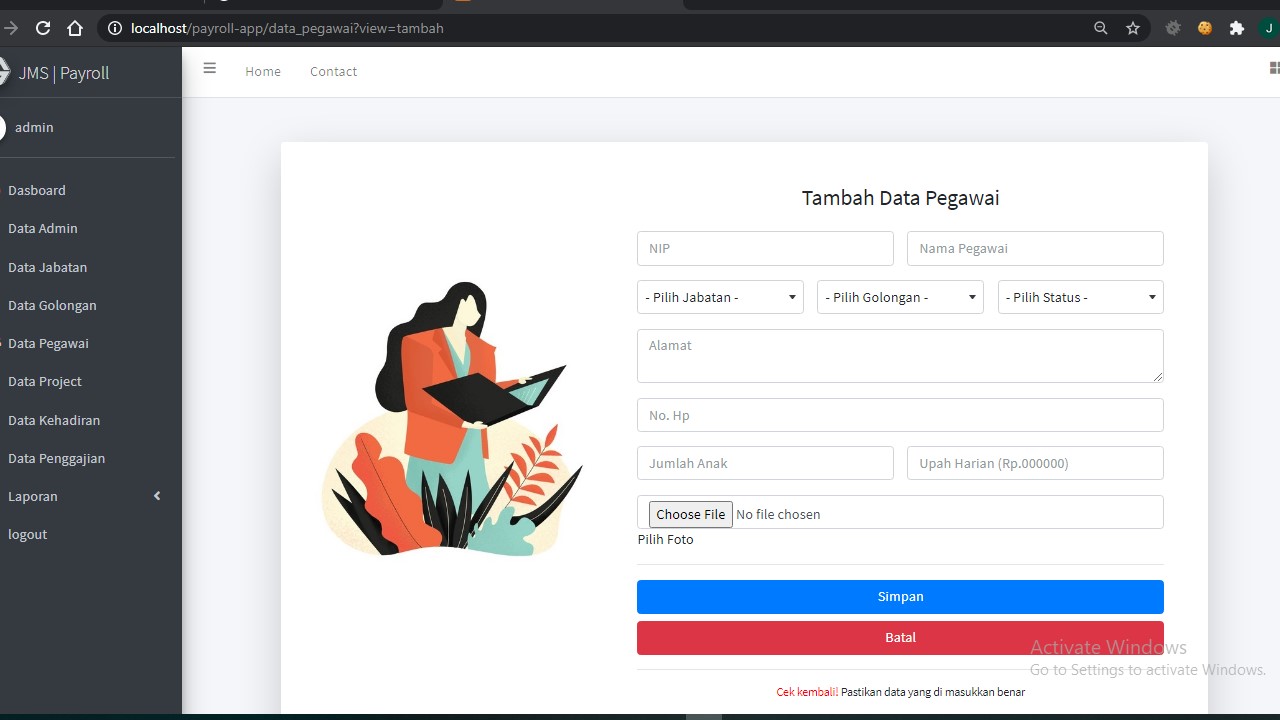 localhost/payroll-app/data_pegawai?view=tambah
J
JMS | Payroll
Home
Contact
admin
Dasboard
Data Admin
Data Jabatan
Data Golongan
Data Pegawai
Data Project
Data Kehadiran
Data Penggajian
Laporan
logout
Tambah Data Pegawai
NIP
Nama Pegawai
- Pilih Jabatan -
- Pilih Golongan -
- Pilih Status -
Alamat
No. Hp
Jumlah Anak
Upah Harian (Rp.000000)
Choose File No file chosen
Pilih Foto
Simpan
Batal
Activate Windows
Go to Settings to activate Windows.
Cek kembali! Pastikan data yang di masukkan benar